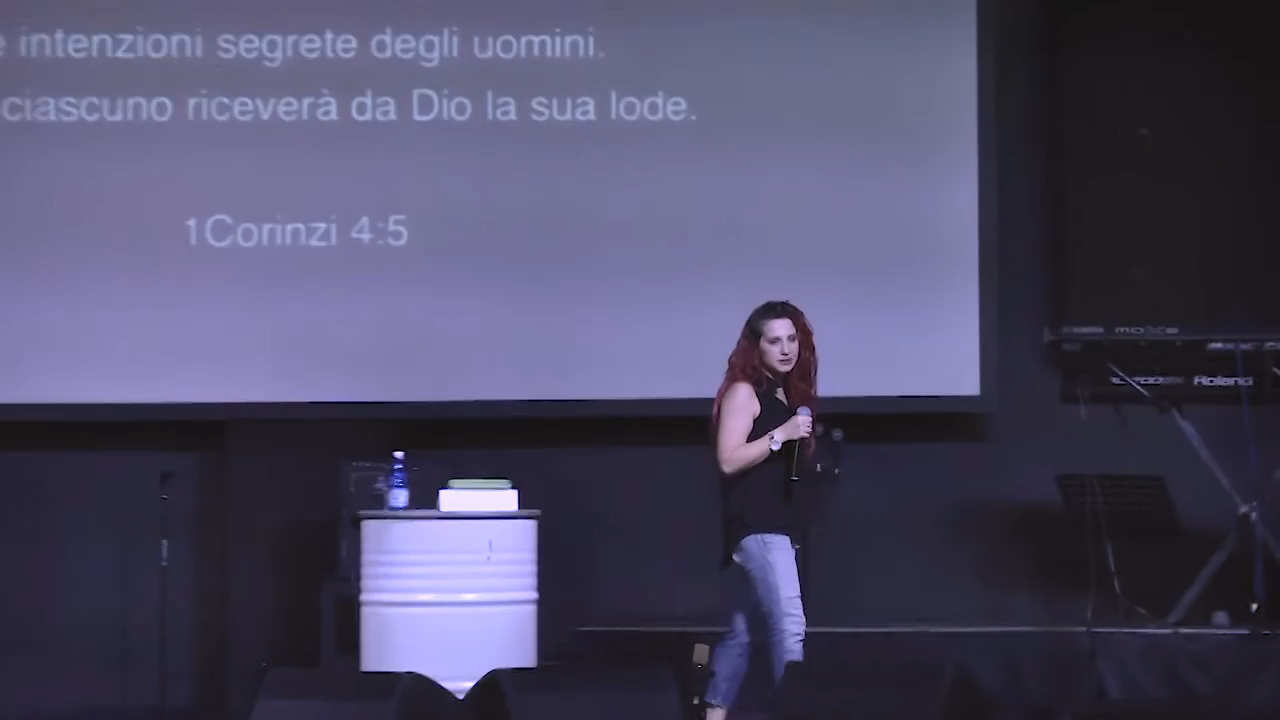 e intenzioni segrete degli uomini.
ciascuno riceverà da Dio la sua lode.
1Corinzi 4:5
Roland